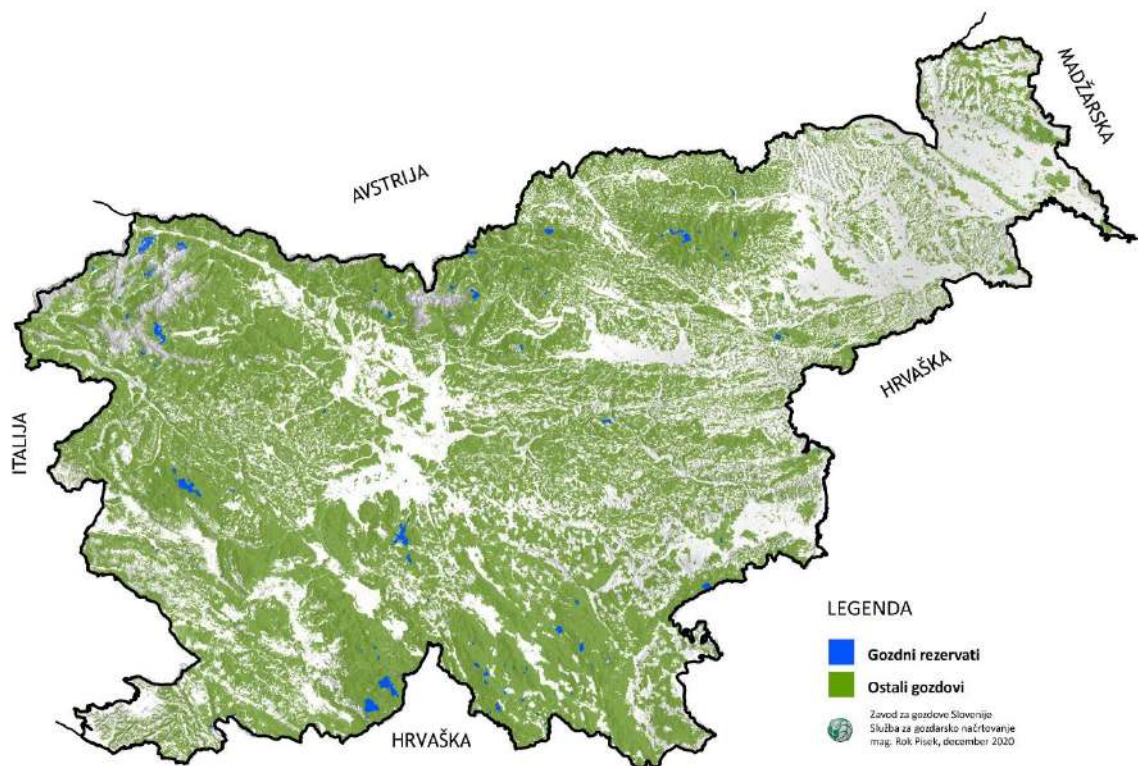 MADŽARSKA
AVSTRIJA
HRVAŠKA
ITALIJA
HRVAŠKA
LEGENDA
Gozdni rezervati
Ostali gozdovi
Zavod za gozdove Slovenije
Služba za gozdarsko načrtovanje
mag. Rok Pisek, december 2020